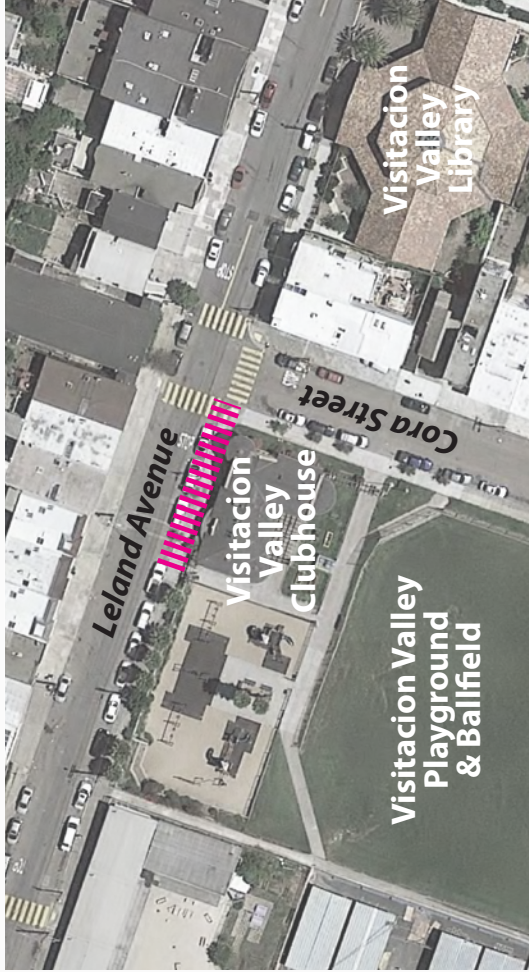 Leland Avenue
Cora Street
Visitacion
Valley
Library
Visitacion
Valley
Clubhouse
Visitacion Valley
Playground
& Ballfield